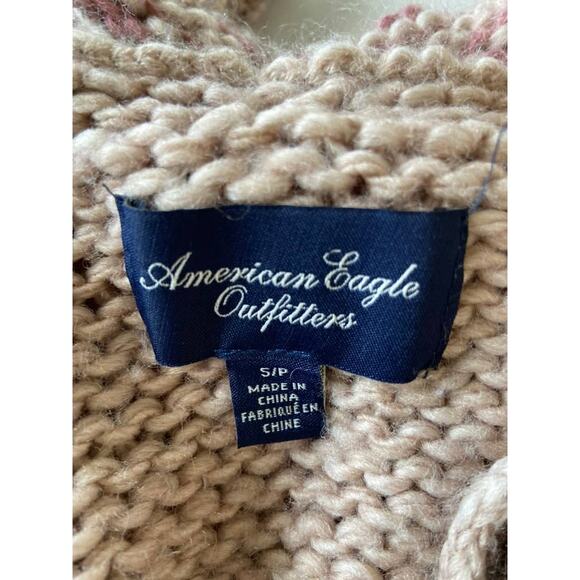 American Eagle
Outfitters
S/P
MADE IN
CHINA
FABRIQUÉ EN
CHINE